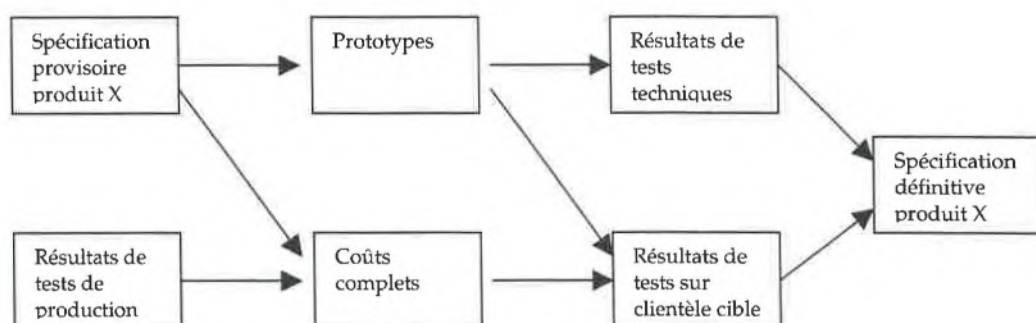 Spécification
provisoire
produit X
Prototypes
Résultats de
tests
techniques
Spécification
définitive
produit X
Résultats de
tests de
production
Coûts
complets
Résultats de
tests sur
clientèle cible